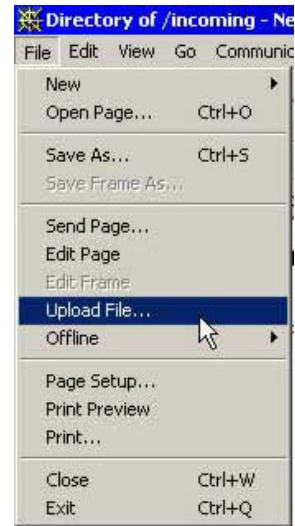 Directory of /incoming - Ne
File Edit View Go Communic
New
Open Page... Ctrl+O
Save As... Ctrl+S
Save Frame As...
Send Page...
Edit Page
Edit Frame
Upload File...
Offline
Page Setup...
Print Preview
Print...
Close Ctrl+W
Exit Ctrl+Q